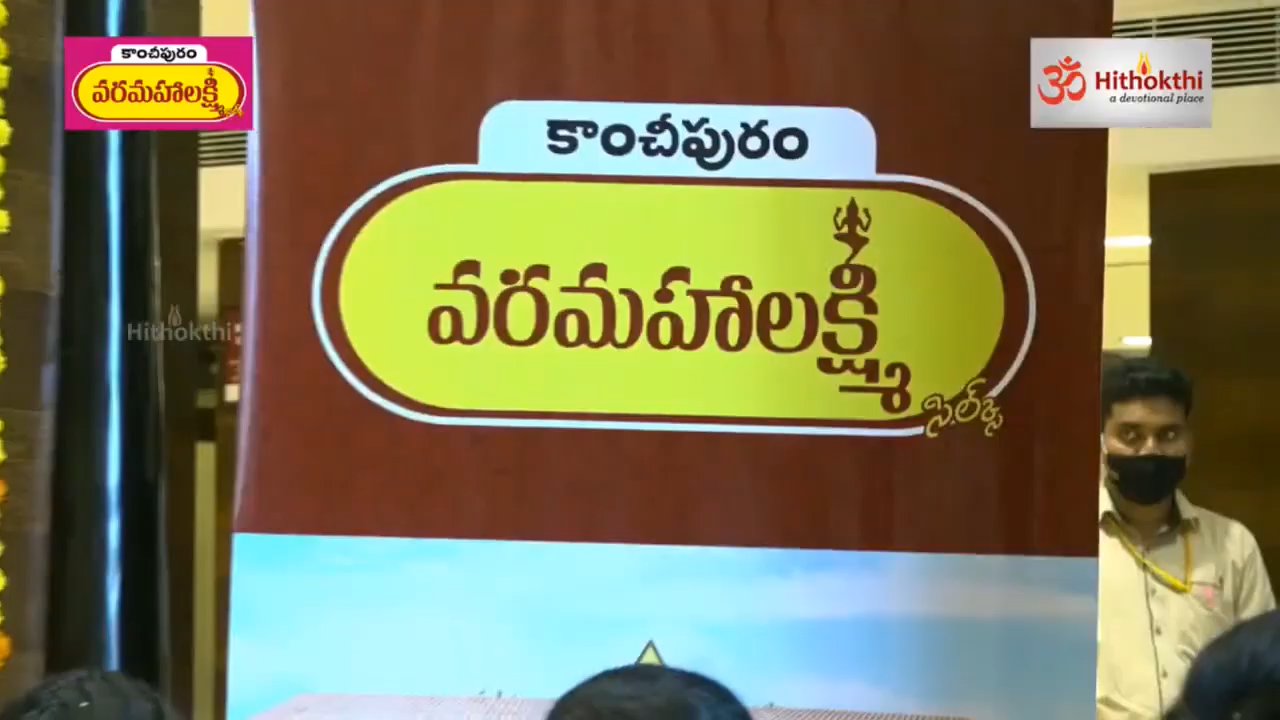 కాంచీపురం
వరమహాలక్ష్మి
సిల్క్స్
కాంచీపురం
వరమహాలక్ష్మి
Hithokthi
a devotional place
Hithokthi